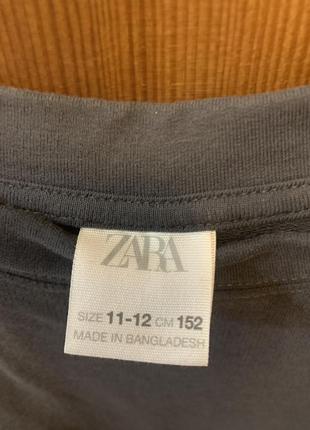 ZARA
SIZE 11-12 CM 152
MADE IN BANGLADESH